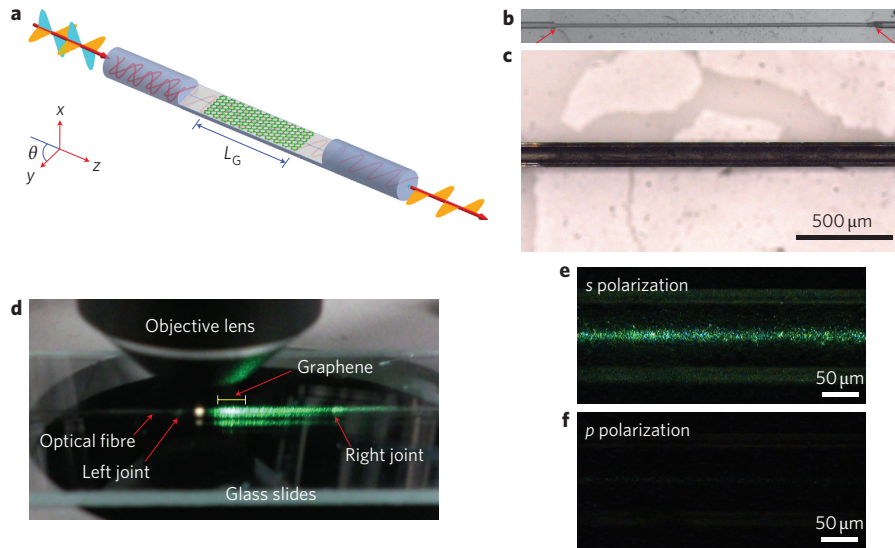 a
x
θ
y
z
L_G
b
c
500 µm
d
Objective lens
Graphene
Optical fibre
Left joint
Right joint
Glass slides
e
s polarization
50 µm
f
p polarization
50 µm